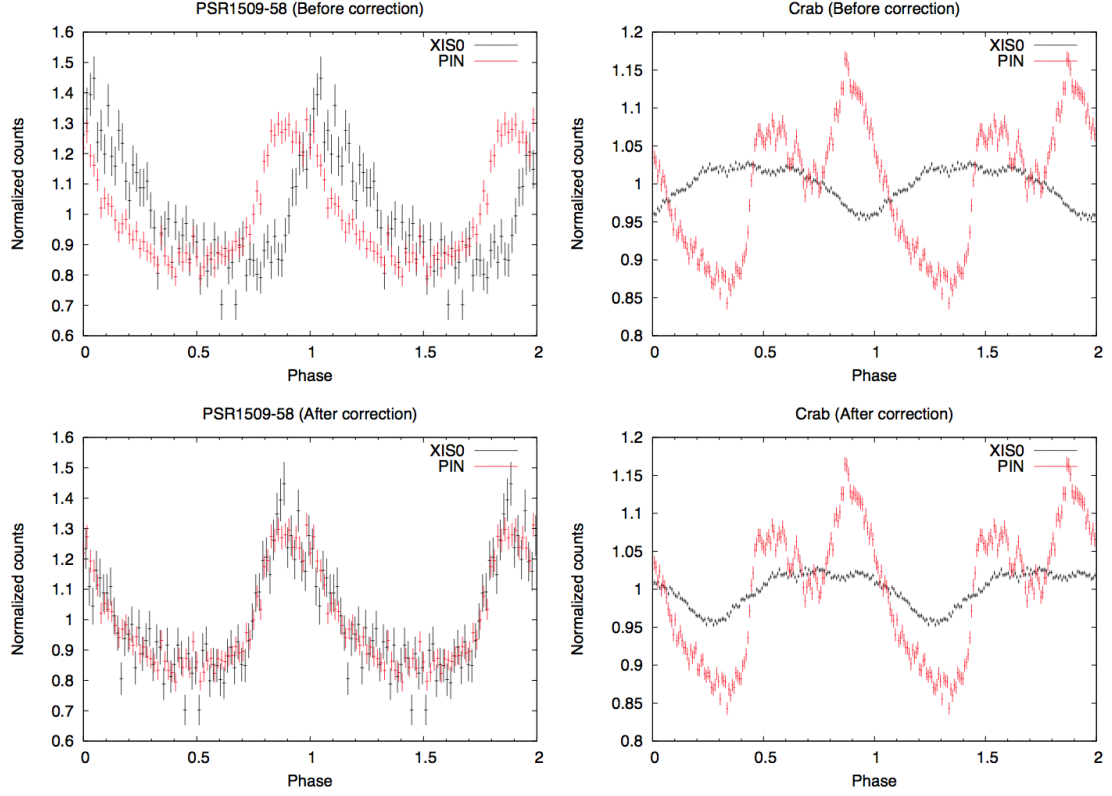 PSR1509-58 (Before correction)
Normalized counts
1.6
1.5
1.4
1.3
1.2
1.1
1
0.9
0.8
0.7
0.6
XIS0
PIN
0 0.5 1 1.5 2
Phase
Crab (Before correction)
Normalized counts
1.2
1.15
1.1
1.05
1
0.95
0.9
0.85
0.8
XIS0
PIN
0 0.5 1 1.5 2
Phase
PSR1509-58 (After correction)
Normalized counts
1.6
1.5
1.4
1.3
1.2
1.1
1
0.9
0.8
0.7
0.6
XIS0
PIN
0 0.5 1 1.5 2
Phase
Crab (After correction)
Normalized counts
1.2
1.15
1.1
1.05
1
0.95
0.9
0.85
0.8
XIS0
PIN
0 0.5 1 1.5 2
Phase